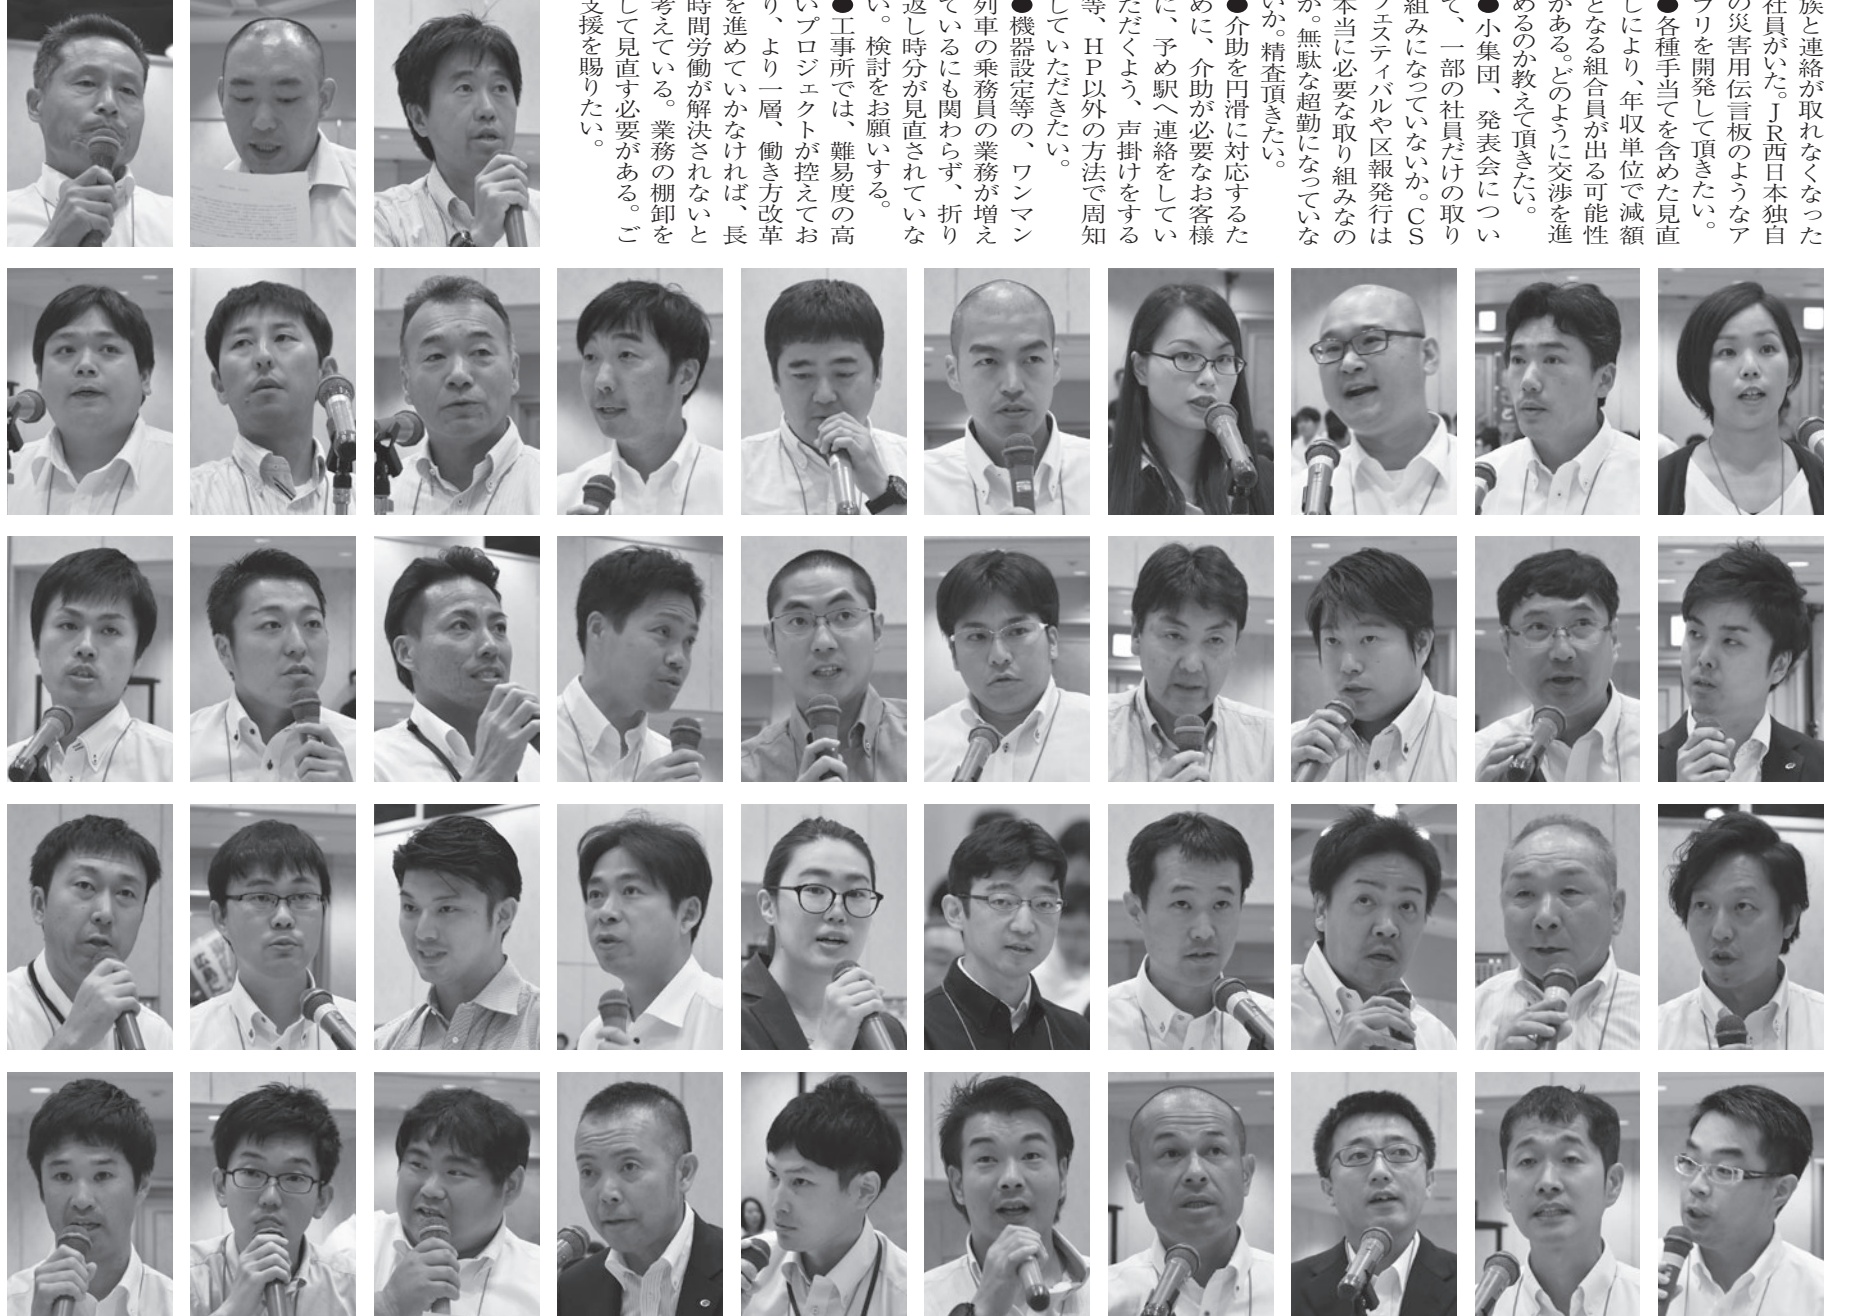 族と連絡が取れなくなった
社員がいた。ＪＲ西日本独自
の災害用伝言板のようなア
プリを開発して頂きたい。
●各種手当てを含めた見直
しにより、年収単位で減額
となる組合員が出る可能性
がある。どのように交渉を進
めるのか教えて頂きたい。
●小集団、発表会につい
て、一部の社員だけの取り
組みになっていないか。ＣＳ
フェスティバルや区報発行は
本当に必要な取り組みなの
か。無駄な超勤になっていな
いか。精査頂きたい。
●介助を円滑に対応するた
めに、介助が必要なお客様
に、予め駅へ連絡をしてい
ただくよう、声掛けをする
等、ＨＰ以外の方法で周知
していただきたい。
●機器設定等の、ワンマン
列車の乗務員の業務が増え
ているにも関わらず、折り
返し時分が見直されていな
い。検討をお願いする。
●工事所では、難易度の高
いプロジェクトが控えてお
り、より一層、働き方改革
を進めていかなければ、長
時間労働が解決されないと
考えている。業務の棚卸を
して見直す必要がある。ご
支援を賜りたい。